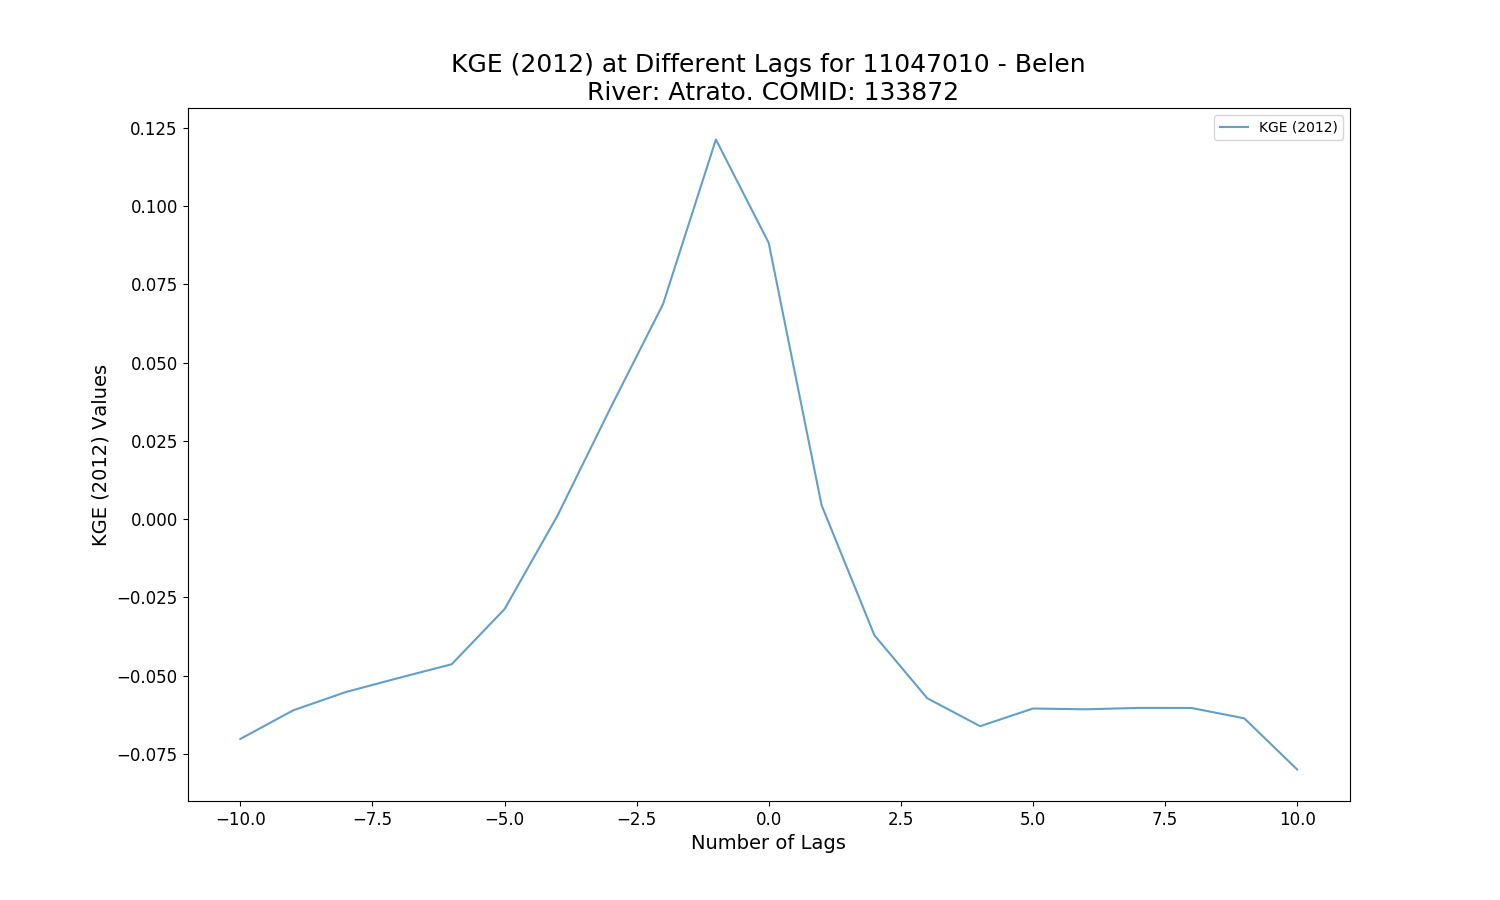 KGE (2012) at Different Lags for 11047010 - Belen
River: Atrato. COMID: 133872
KGE (2012)
0.125
0.100
0.075
0.050
0.025
0.000
−0.025
−0.050
−0.075
KGE (2012) Values
−10.0 −7.5 −5.0 −2.5 0.0 2.5 5.0 7.5 10.0
Number of Lags